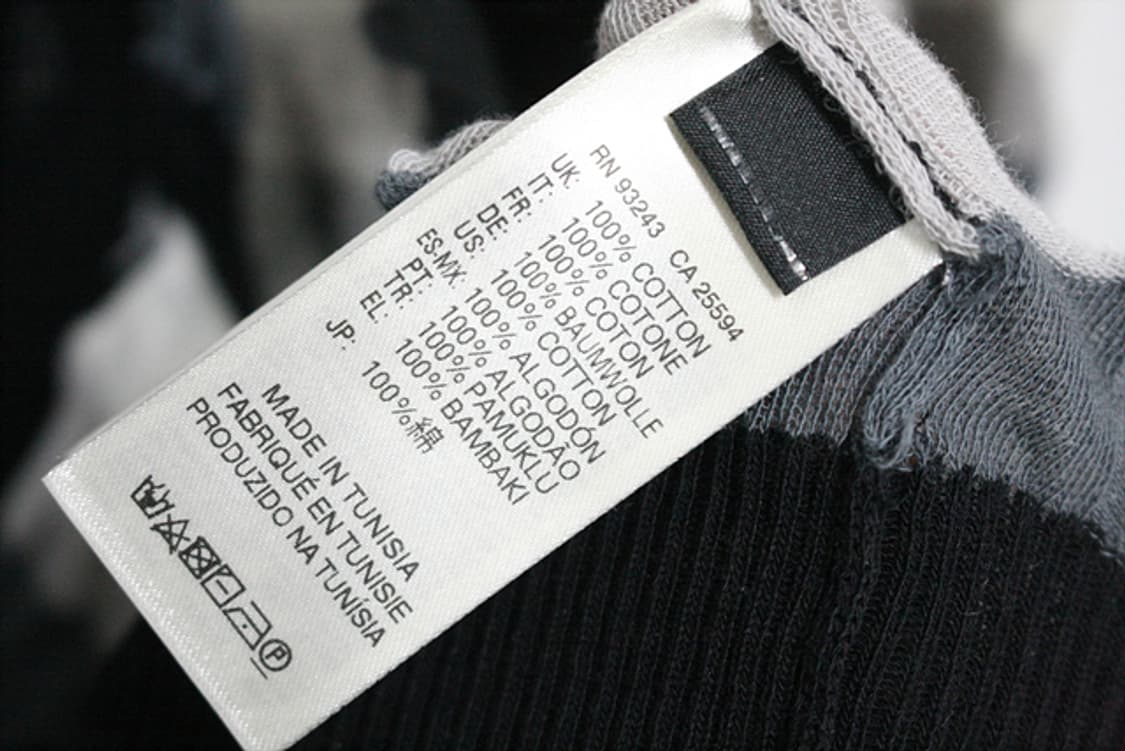 RN 93243 CA 25594
UK: 100% COTTON
IT: 100% COTONE
FR: 100% COTON
DE: 100% BAUMWOLLE
US: 100% COTTON
ES-MX: 100% ALGODÓN
PT: 100% ALGODÃO
TR: 100% PAMUKLU
EL: 100% BAMBAKI
JP: 100%綿
MADE IN TUNISIA
FABRIQUÉ EN TUNISIE
PRODUZIDO NA TUNÍSIA
P